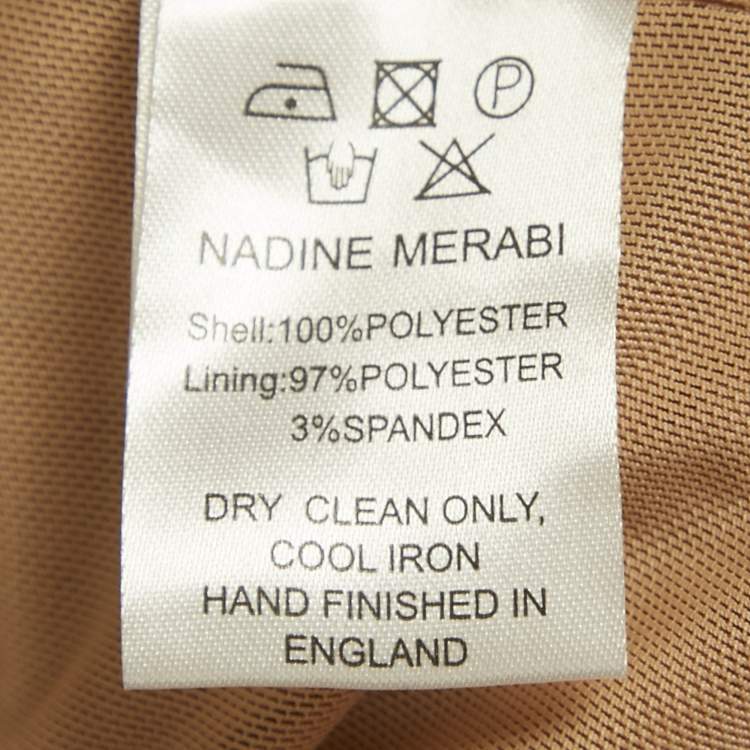 P
NADINE MERABI
Shell:100%POLYESTER
Lining:97%POLYESTER
3%SPANDEX
DRY CLEAN ONLY,
COOL IRON
HAND FINISHED IN
ENGLAND